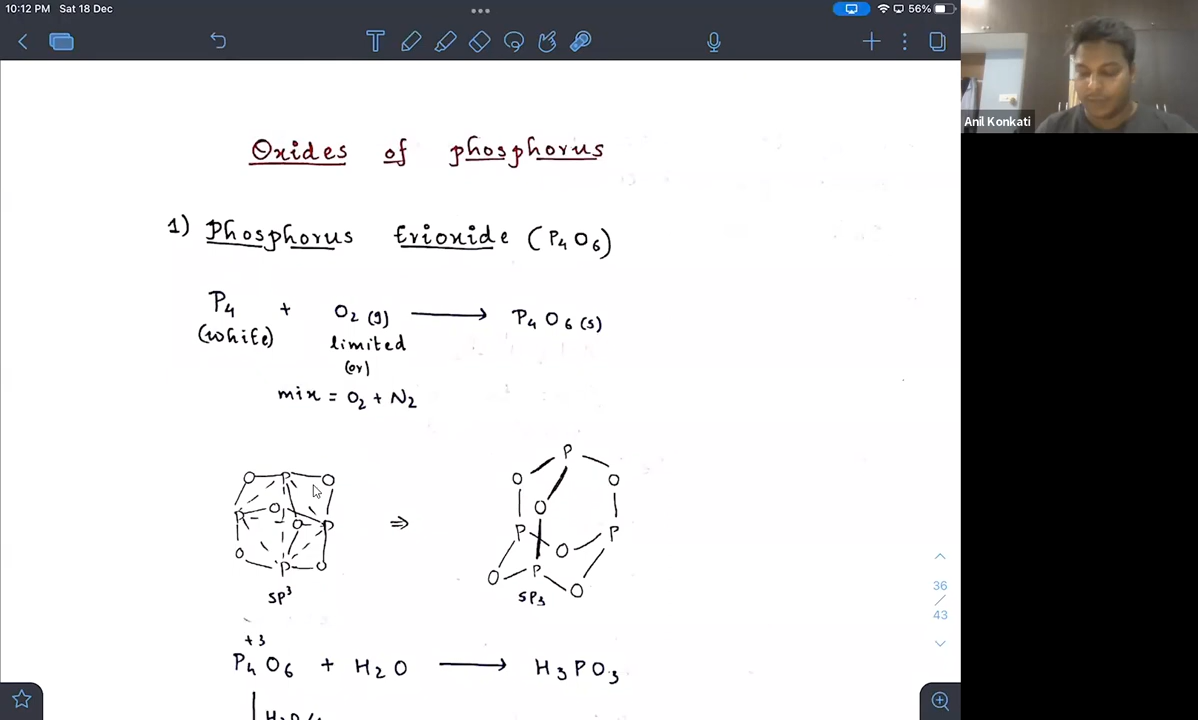 10:12 PM Sat 18 Dec
56%
Anil Konkati
Oxides of phosphorus
1) Phosphorus trioxide (P4O6)
P4 + O2 (g) ⟶ P4O6 (s)
(white) limited
(or)
mix = O2 + N2
P
O P O
O O
O
P O P
O P
P O P
O
O P O
O P O
⇒
sp³ SP3
+3
P4O6 + H2O ⟶ H3PO3
36
/
43